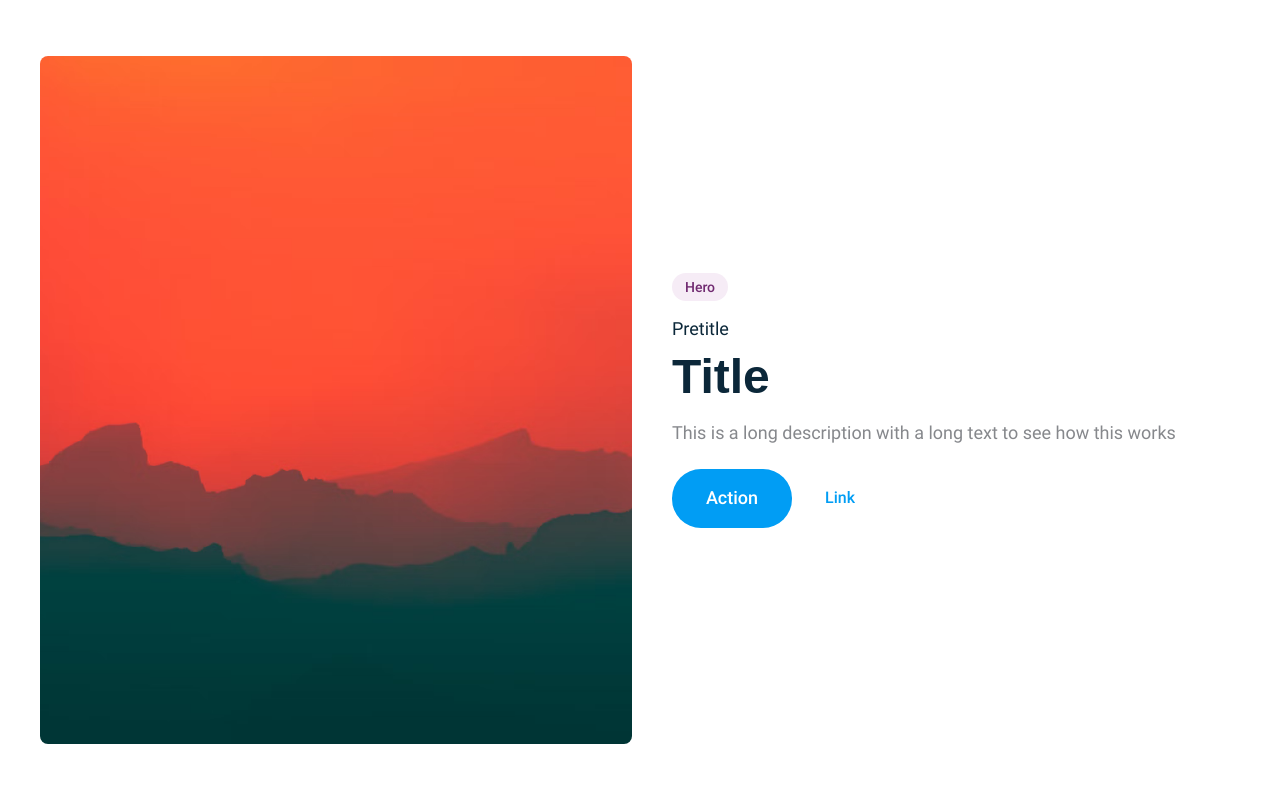 Hero
Pretitle
Title
This is a long description with a long text to see how this works
Action
Link